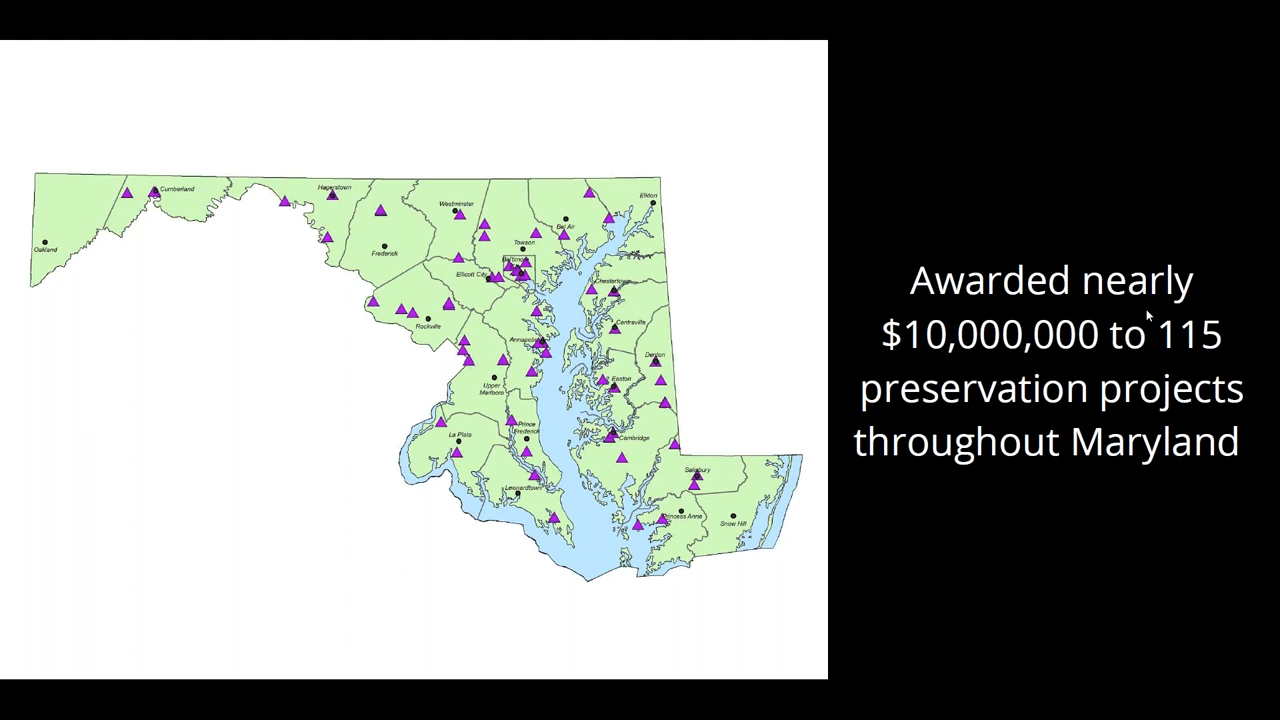 Cumberland
Hagerstown
Westminster
Elkton
Bel Air
Oakland
Frederick
Towson
Baltimore
Ellicott City
Chestertown
Rockville
Centreville
Annapolis
Denton
Upper
Marlboro
Easton
Prince
Frederick
La Plata
Cambridge
Salisbury
Leonardtown
Princess Anne
Snow Hill
Awarded nearly
$10,000,000 to 115
preservation projects
throughout Maryland